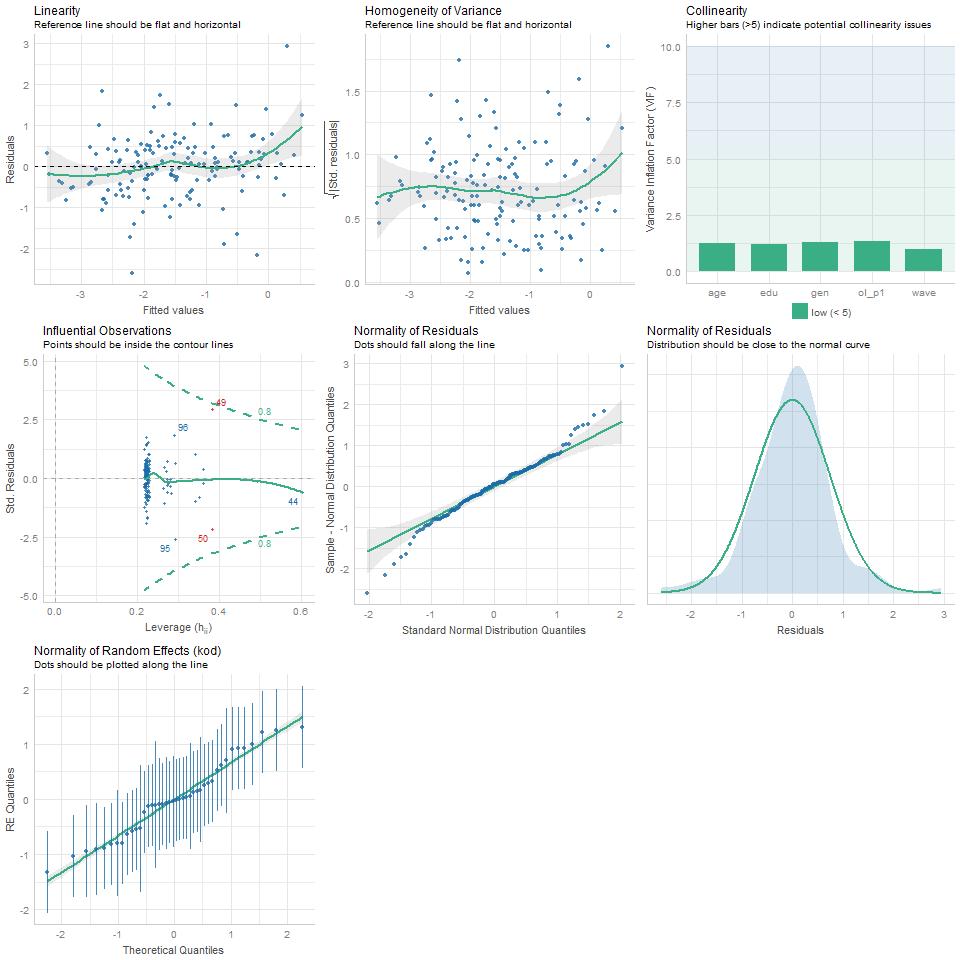 Linearity
Reference line should be flat and horizontal
3
2
1
0
-1
-2
Residuals
-3
-2
-1
0
Fitted values
Homogeneity of Variance
Reference line should be flat and horizontal
1.5
1.0
0.5
0.0
√|Std. residuals|
-3
-2
-1
0
Fitted values
Collinearity
Higher bars (>5) indicate potential collinearity issues
10.0
7.5
5.0
2.5
0.0
Variance Inflation Factor (VIF)
age
edu
gen
ol_p1
wave
low (< 5)
Influential Observations
Points should be inside the contour lines
5.0
2.5
0.0
-2.5
-5.0
Std. Residuals
49
96
0.8
44
50
95
0.8
0.0
0.2
0.4
0.6
Leverage (hii)
Normality of Residuals
Dots should fall along the line
3
2
1
0
-1
-2
Sample - Normal Distribution Quantiles
-2
-1
0
1
2
Standard Normal Distribution Quantiles
Normality of Residuals
Distribution should be close to the normal curve
-2
-1
0
1
2
3
Residuals
Normality of Random Effects (kod)
Dots should be plotted along the line
2
1
0
-1
-2
RE Quantiles
-2
-1
0
1
2
Theoretical Quantiles